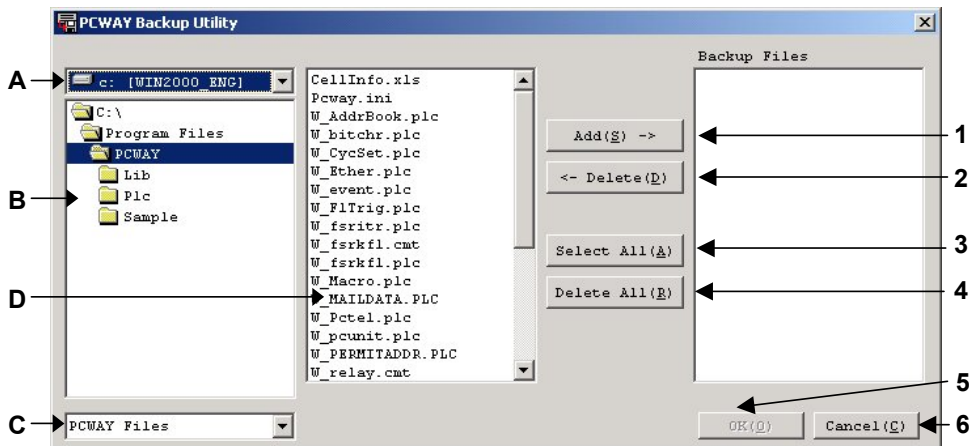 PCWAY Backup Utility
Backup Files
A
c: [WIN2000_ENG]
B
C:\
Program Files
PCWAY
Lib
Plc
Sample
C
PCWAY Files
D
CellInfo.xls
Pcway.ini
W_AddrBook.plc
W_bitchr.plc
W_CycSet.plc
W_Ether.plc
W_event.plc
W_FlTrig.plc
W_fsritr.plc
W_fsrkfl.cmt
W_fsrkfl.plc
W_Macro.plc
W_MAILDATA.PLC
W_Pctel.plc
W_pcunit.plc
W_PERMITADDR.PLC
W_relay.cmt
Add(S) ->
1
<- Delete(D)
2
Select All(A)
3
Delete All(R)
4
5
OK(O)
Cancel(C)
6